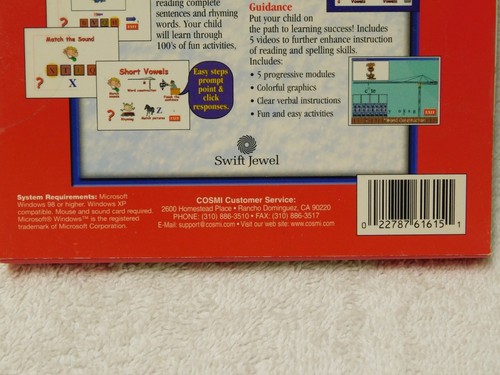 reading complete
sentences and rhyming
words. Your child
will learn through
100's of fun activities,
Match the Sound
?
X
Short Vowels
?
Z
EXIT
Easy steps
prompt
point &
click
responses.
Guidance
Put your child on
the path to learning success! Includes
5 videos to further enhance instruction
of reading and spelling skills.
Includes:
• 5 progressive modules
• Colorful graphics
• Clear verbal instructions
• Fun and easy activities
Swift Jewel
System Requirements: Microsoft
Windows 98 or higher. Windows XP
compatible. Mouse and sound card required.
Microsoft® Windows™ is the registered
trademark of Microsoft Corporation.
COSMI Customer Service:
2600 Homestead Place • Rancho Dominguez, CA 90220
PHONE: (310) 886-3510 • FAX: (310) 886-3517
E-Mail: support@cosmi.com • Visit our web site: www.cosmi.com
0 22787 61615 1